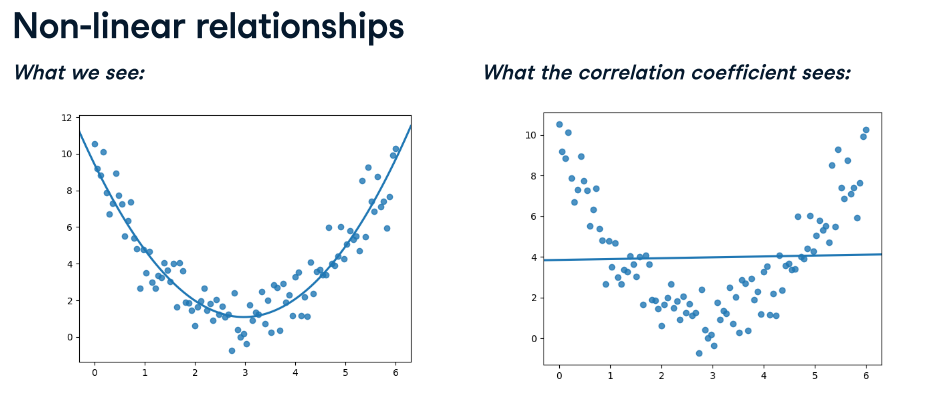 Non-linear relationships
What we see:
What the correlation coefficient sees:
12
10
8
6
4
2
0
0 1 2 3 4 5 6
10
8
6
4
2
0
0 1 2 3 4 5 6